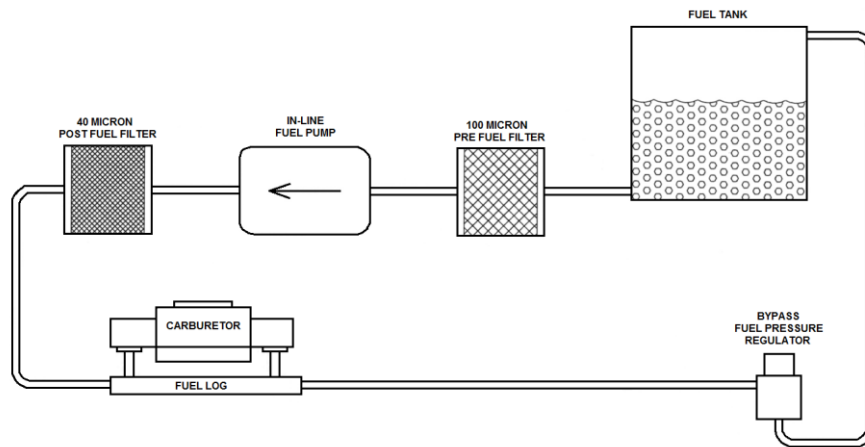 FUEL TANK
40 MICRON
POST FUEL FILTER
IN-LINE
FUEL PUMP
100 MICRON
PRE FUEL FILTER
CARBURETOR
FUEL LOG
BYPASS
FUEL PRESSURE
REGULATOR